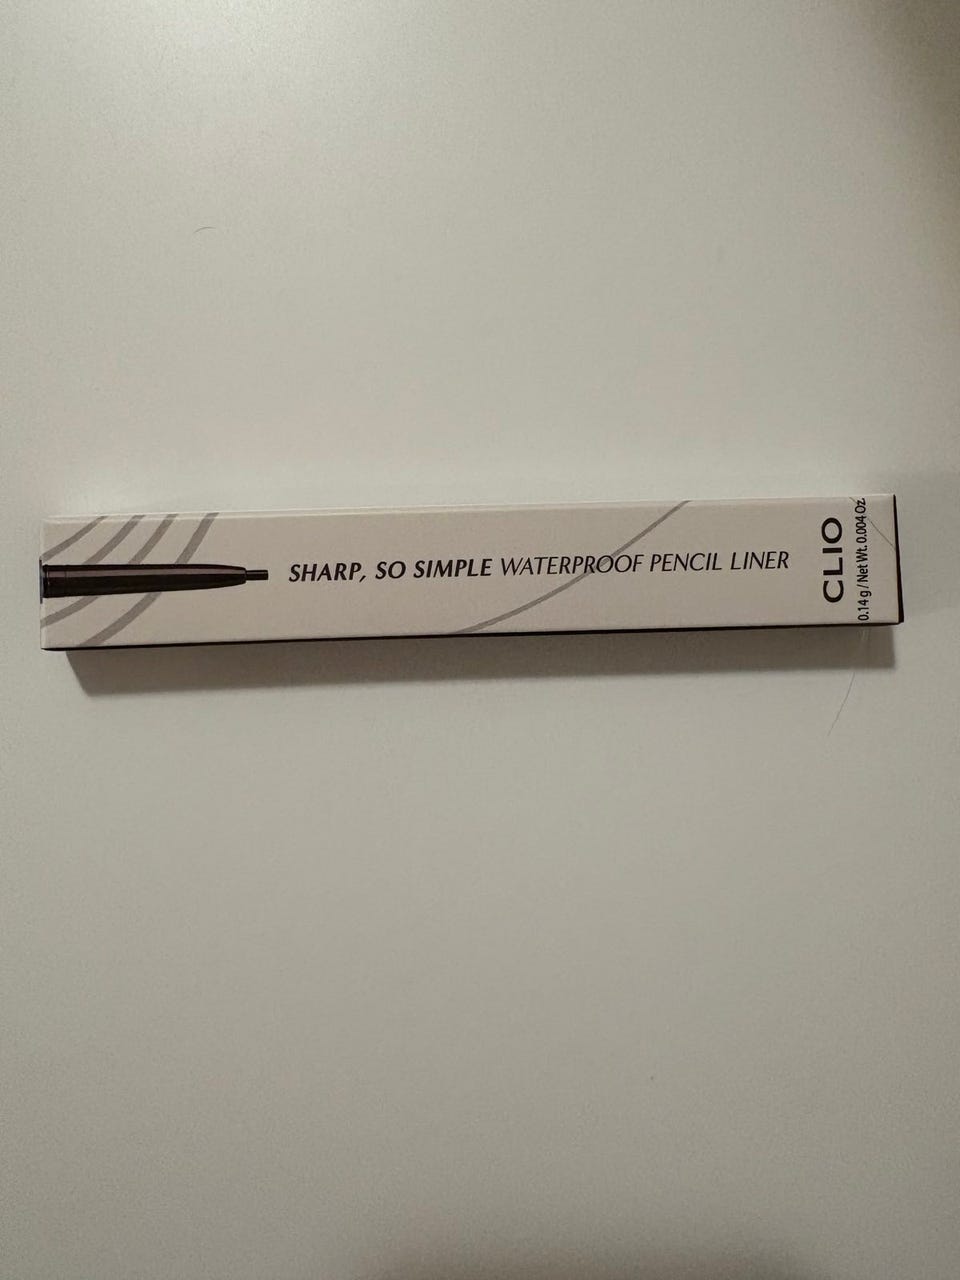 SHARP, SO SIMPLE WATERPROOF PENCIL LINER
CLIO
0.14 g / Net Wt. 0.004 Oz